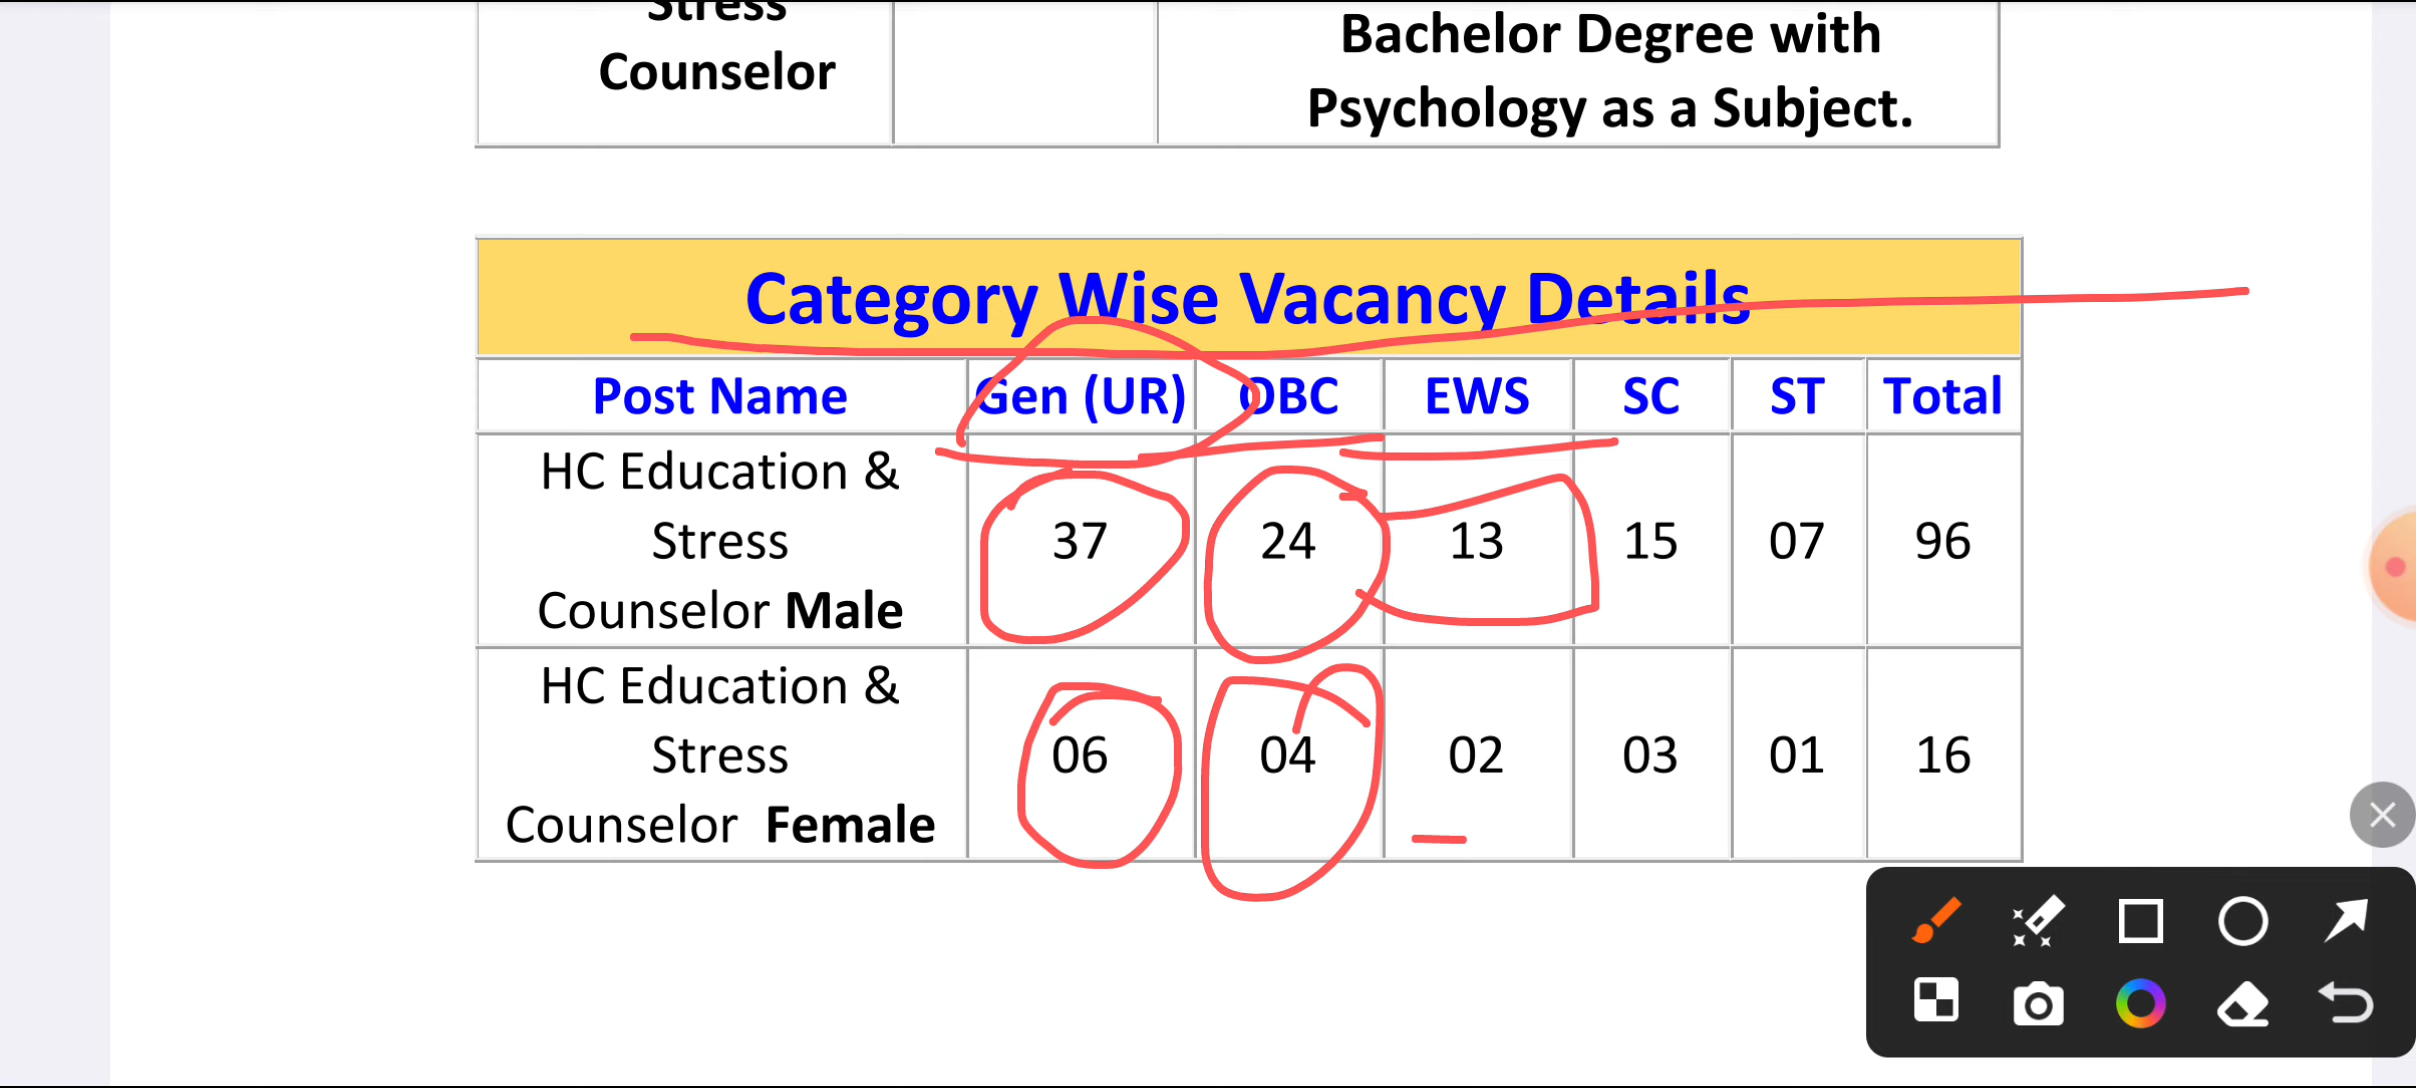 Stress
Counselor
Bachelor Degree with
Psychology as a Subject.
Category Wise Vacancy Details
Post Name Gen (UR) OBC EWS SC ST Total
HC Education &
Stress
Counselor Male
37 24 13 15 07 96
HC Education &
Stress
Counselor Female
06 04 02 03 01 16